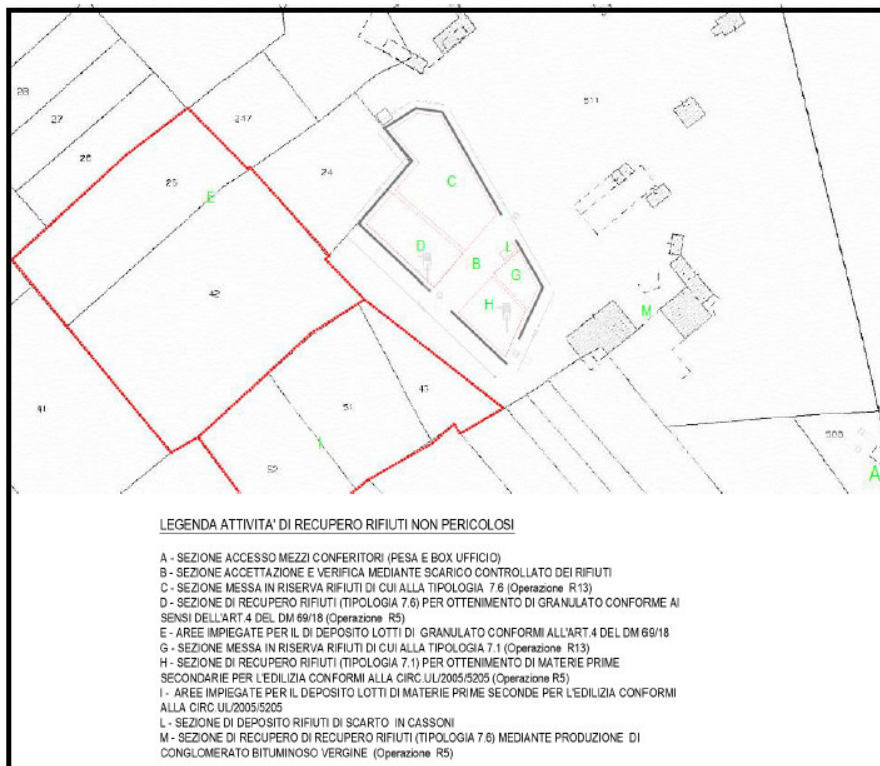 28
27
26
25
247
24
511
E
C
D
B
L
G
H
M
42
41
51
43
I
52
503
A
LEGENDA ATTIVITA' DI RECUPERO RIFIUTI NON PERICOLOSI
A - SEZIONE ACCESSO MEZZI CONFERITORI (PESA E BOX UFFICIO)
B - SEZIONE ACCETTAZIONE E VERIFICA MEDIANTE SCARICO CONTROLLATO DEI RIFIUTI
C - SEZIONE MESSA IN RISERVA RIFIUTI DI CUI ALLA TIPOLOGIA 7.6 (Operazione R13)
D - SEZIONE DI RECUPERO RIFIUTI (TIPOLOGIA 7.6) PER OTTENIMENTO DI GRANULATO CONFORME AI
SENSI DELL'ART.4 DEL DM 69/18 (Operazione R5)
E - AREE IMPIEGATE PER IL DI DEPOSITO LOTTI DI GRANULATO CONFORMI ALL'ART.4 DEL DM 69/18
G - SEZIONE MESSA IN RISERVA RIFIUTI DI CUI ALLA TIPOLOGIA 7.1 (Operazione R13)
H - SEZIONE DI RECUPERO RIFIUTI (TIPOLOGIA 7.1) PER OTTENIMENTO DI MATERIE PRIME
SECONDARIE PER L'EDILIZIA CONFORMI ALLA CIRC.UL/2005/5205 (Operazione R5)
I - AREE IMPIEGATE PER IL DEPOSITO LOTTI DI MATERIE PRIME SECONDE PER L'EDILIZIA CONFORMI
ALLA CIRC.UL/2005/5205
L - SEZIONE DI DEPOSITO RIFIUTI DI SCARTO IN CASSONI
M - SEZIONE DI RECUPERO DI RECUPERO RIFIUTI (TIPOLOGIA 7.6) MEDIANTE PRODUZIONE DI
CONGLOMERATO BITUMINOSO VERGINE (Operazione R5)